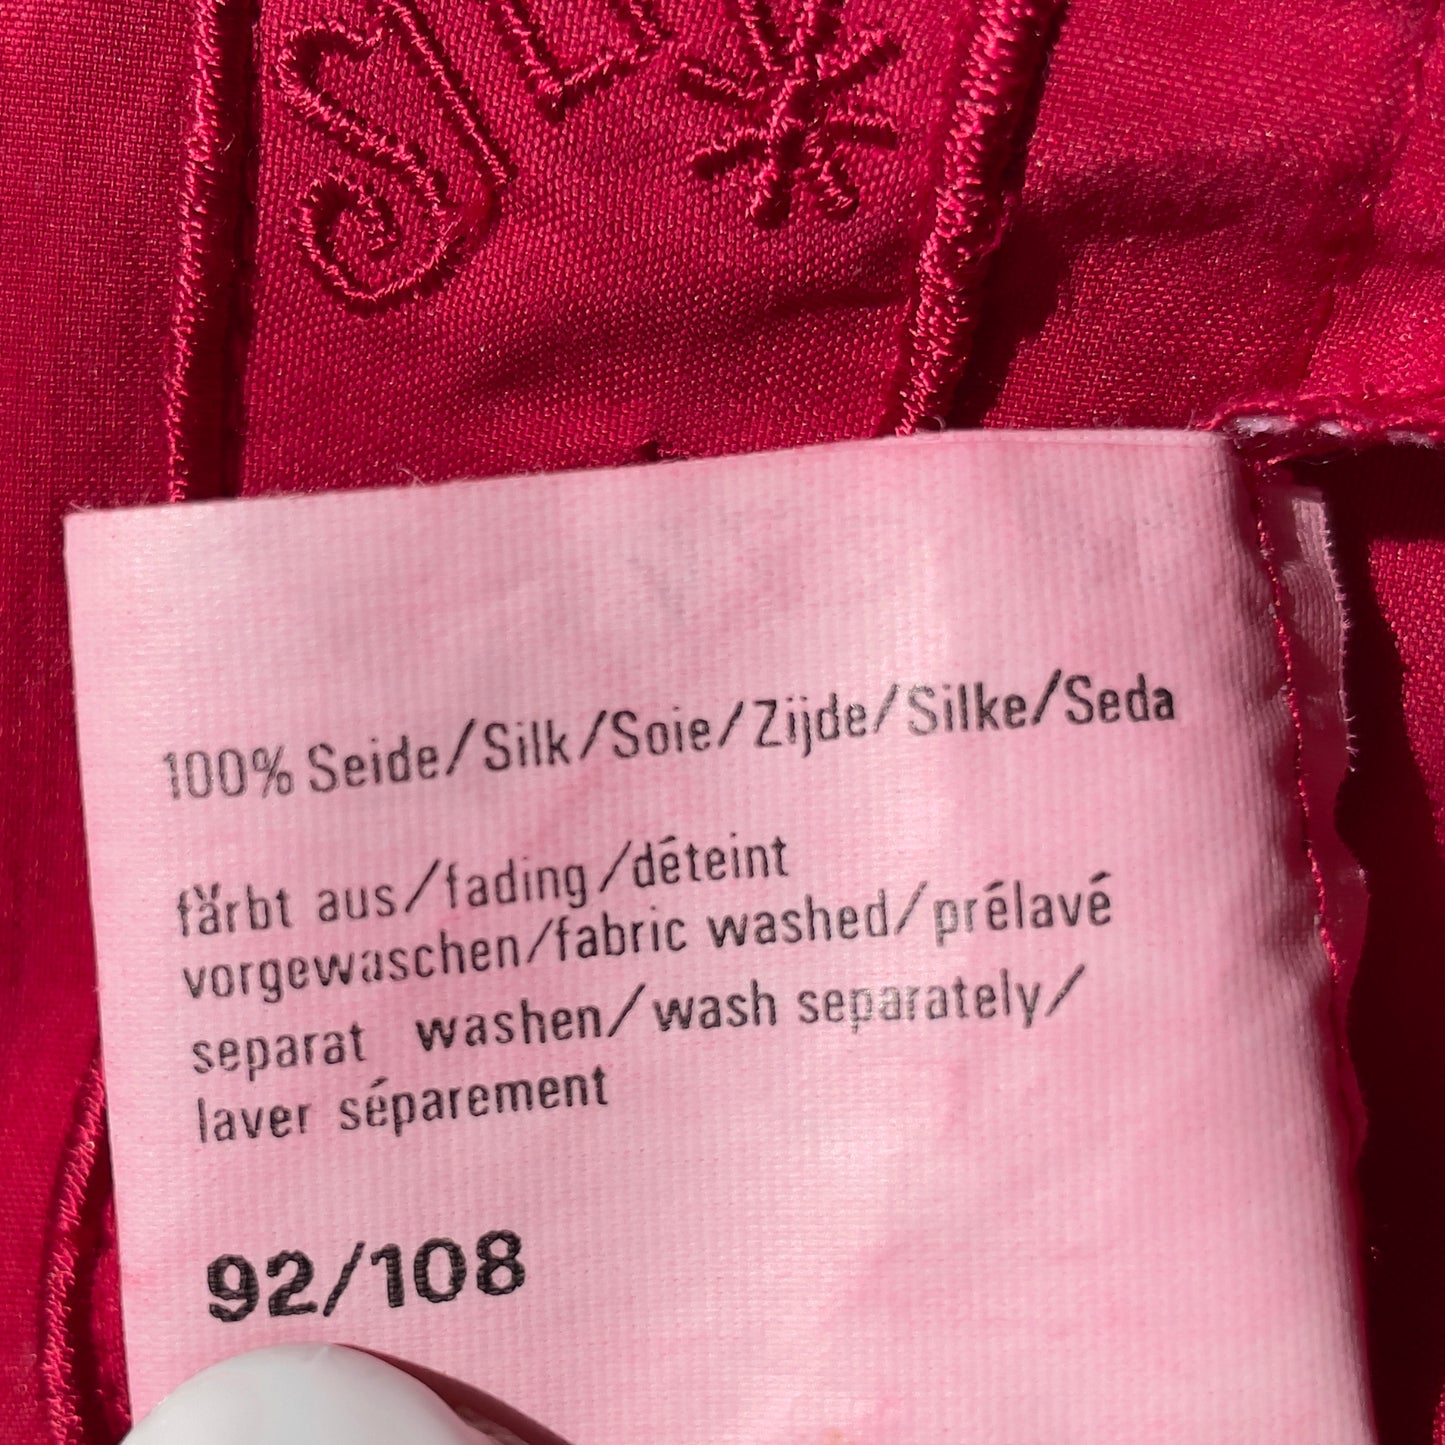 100% Seide/Silk/Soie/Zijde/Silke/Seda
färbt aus/fading/déteint
vorgewaschen/fabric washed/prélavé
separat washen/wash separately/
laver séparement
92/108